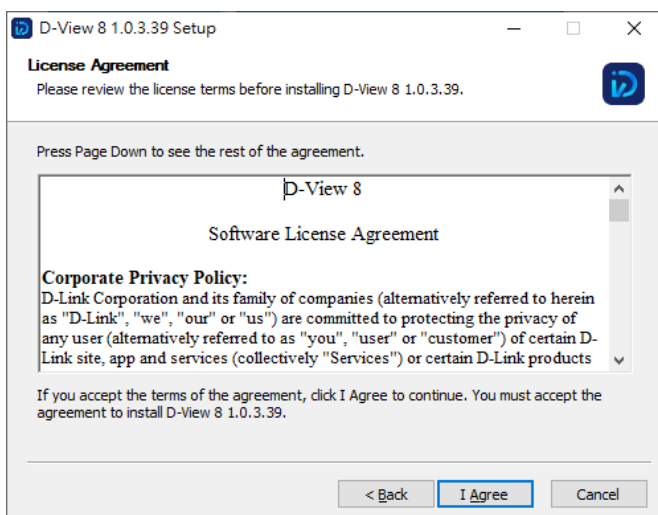 D-View 8 1.0.3.39 Setup
License Agreement
Please review the license terms before installing D-View 8 1.0.3.39.
Press Page Down to see the rest of the agreement.
D-View 8
Software License Agreement
Corporate Privacy Policy:
D-Link Corporation and its family of companies (alternatively referred to herein
as "D-Link", "we", "our" or "us") are committed to protecting the privacy of
any user (alternatively referred to as "you", "user" or "customer") of certain D-
Link site, app and services (collectively "Services") or certain D-Link products
If you accept the terms of the agreement, click I Agree to continue. You must accept the
agreement to install D-View 8 1.0.3.39.
< Back
I Agree
Cancel